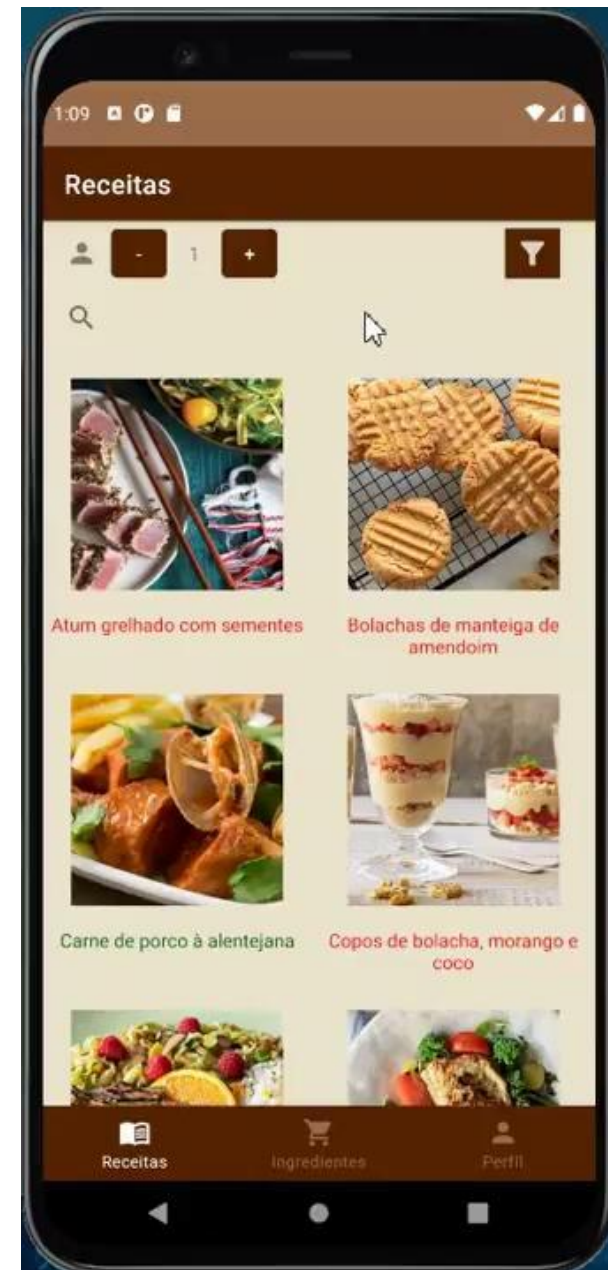 1:09
Receitas
- 1 +
Atum grelhado com sementes
Bolachas de manteiga de
amendoim
Carne de porco à alentejana
Copos de bolacha, morango e
coco
Receitas
Ingredientes
Perfil